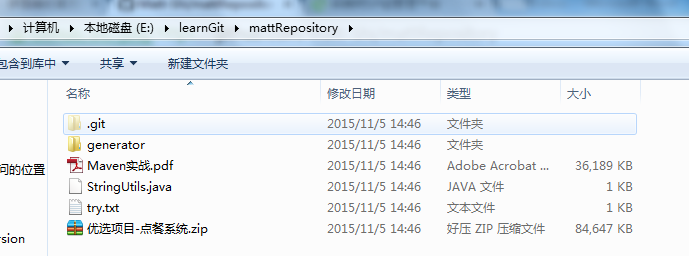 计算机 ▸ 本地磁盘 (E:) ▸ learnGit ▸ mattRepository ▸
包含到库中 共享 新建文件夹
名称 修改日期 类型 大小
.git 2015/11/5 14:46 文件夹
generator 2015/11/5 14:46 文件夹
问的位置 Maven实战.pdf 2015/11/5 14:46 Adobe Acrobat ... 36,189 KB
StringUtils.java 2015/11/5 14:46 JAVA 文件 1 KB
try.txt 2015/11/5 14:46 文本文件 1 KB
优选项目-点餐系统.zip 2015/11/5 14:46 好压 ZIP 压缩文件 84,647 KB
ersion